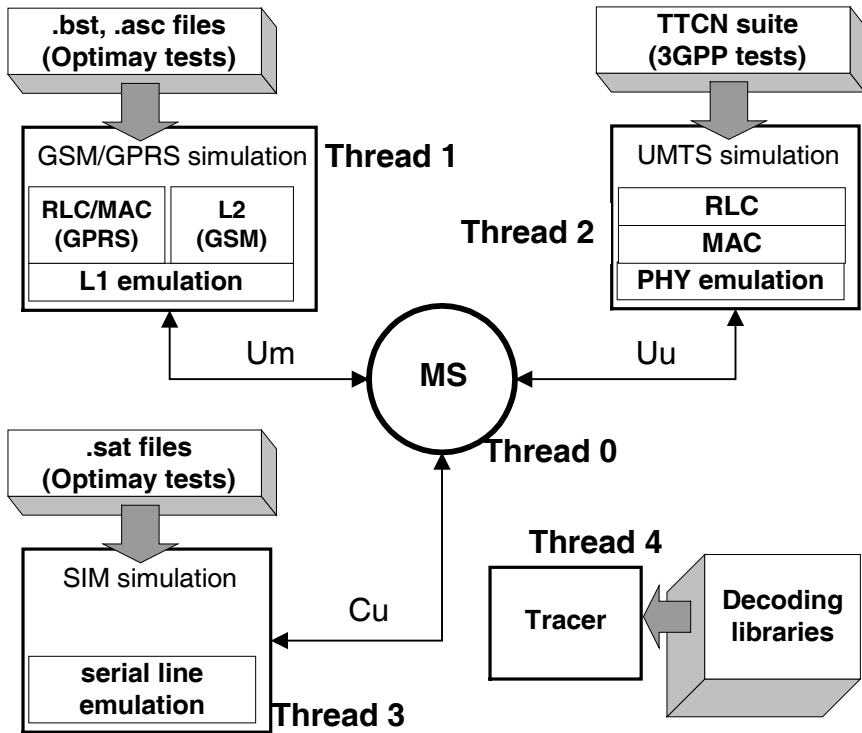 .bst, .asc files
(Optimay tests)
TTCN suite
(3GPP tests)
GSM/GPRS simulation
Thread 1
RLC/MAC
(GPRS)
L2
(GSM)
L1 emulation
UMTS simulation
Thread 2
RLC
MAC
PHY emulation
Um
MS
Uu
Thread 0
.sat files
(Optimay tests)
SIM simulation
serial line
emulation
Thread 3
Cu
Thread 4
Tracer
Decoding
libraries